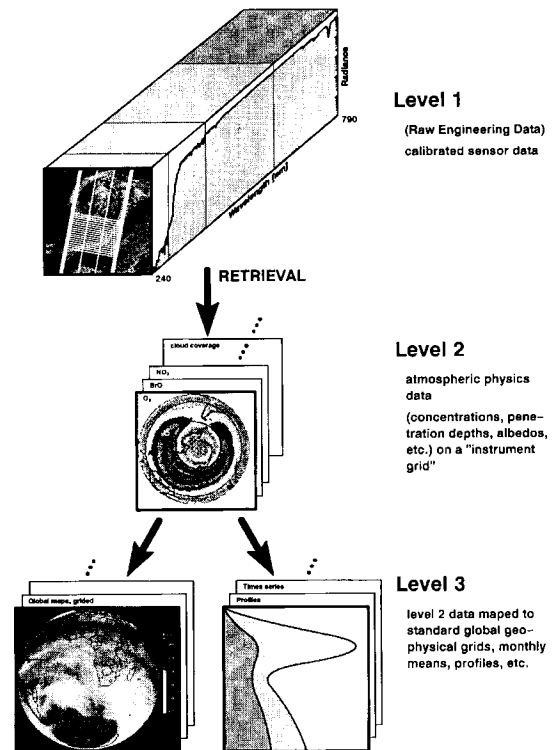 Radiance
790
Wavelength [nm]
240
Level 1
(Raw Engineering Data)
calibrated sensor data
RETRIEVAL
cloud coverage
NO₂
BrO
O₃
Level 2
atmospheric physics
data
(concentrations, pene-
tration depths, albedos,
etc.) on a "instrument
grid"
Global maps, grided
Times series
Profiles
Level 3
level 2 data maped to
standard global geo-
physical grids, monthly
means, profiles, etc.